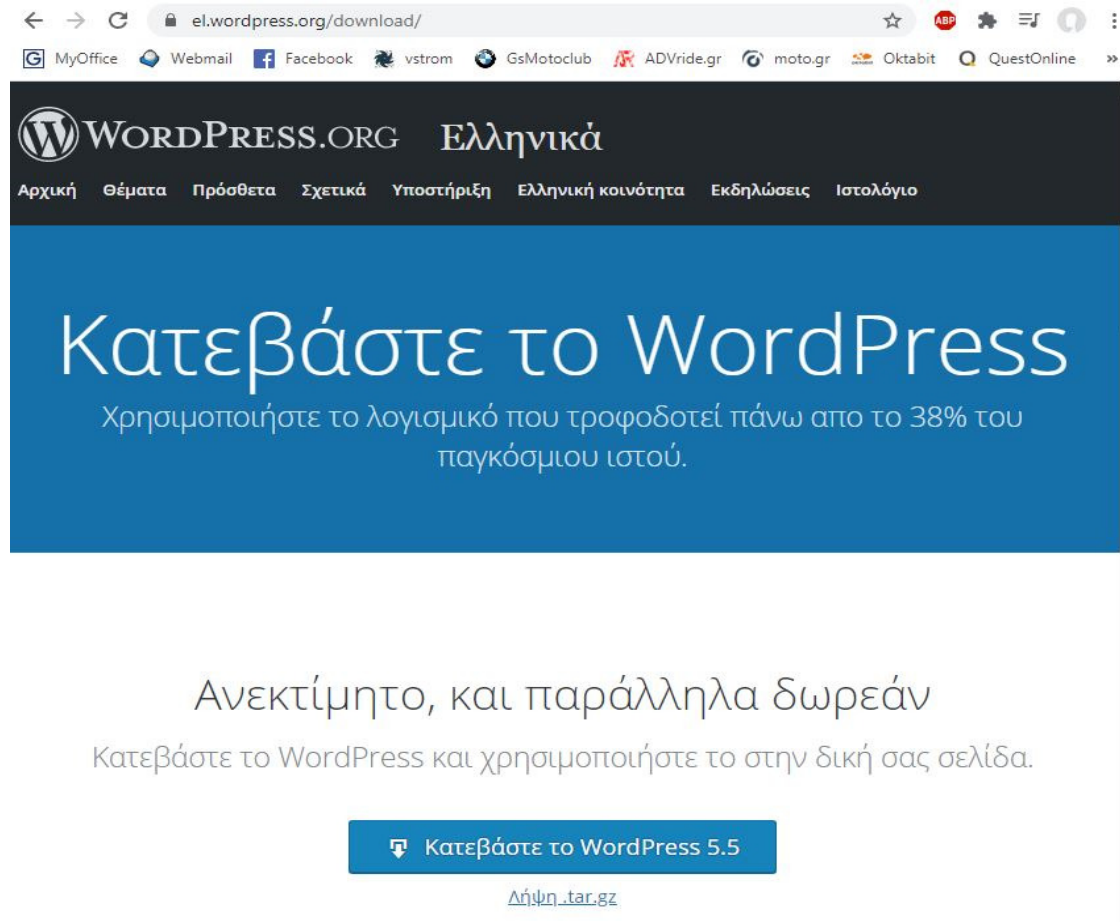 el.wordpress.org/download/
ABP
G MyOffice Webmail Facebook vstrom GsMotoclub ADVride.gr moto.gr Oktabit QuestOnline »
WORDPRESS.ORG Ελληνικά
Αρχική Θέματα Πρόσθετα Σχετικά Υποστήριξη Ελληνική κοινότητα Εκδηλώσεις Ιστολόγιο
Κατεβάστε το WordPress
Χρησιμοποιήστε το λογισμικό που τροφοδοτεί πάνω απο το 38% του
παγκόσμιου ιστού.
Ανεκτίμητο, και παράλληλα δωρεάν
Κατεβάστε το WordPress και χρησιμοποιήστε το στην δική σας σελίδα.
Κατεβάστε το WordPress 5.5
Λήψη .tar.gz